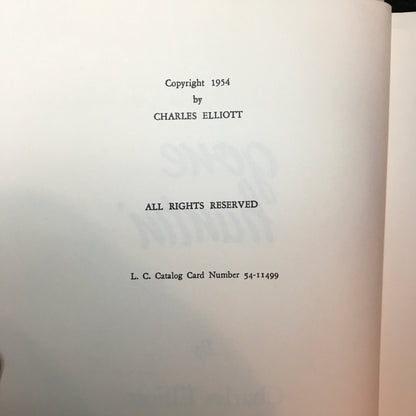 Copyright 1954
by
CHARLES ELLIOTT
ALL RIGHTS RESERVED
L. C. Catalog Card Number 54-11499